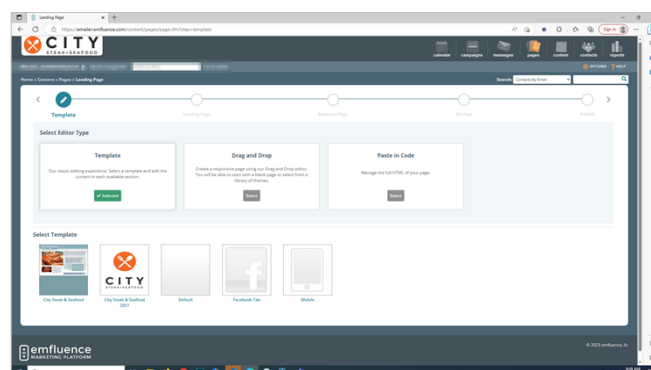 Landing Page
https://emailer.emfluence.com/content/pages/page.cfm?step=template
Sign in
CITY
STEAK+SEAFOOD
calendar campaigns messages pages content contacts reports
OPTIONS ? HELP
Home » Content » Pages » Landing Page
Search: Contacts By Email
Template Landing Page Response Page Settings Publish
Select Editor Type
Template
Our classic editing experience. Select a template and edit the
content in each available section.
✔ Selected
Drag and Drop
Create a responsive page using our Drag and Drop editor.
You will be able to start with a blank page or select from a
library of themes.
Select
Paste in Code
Manage the full HTML of your page.
Select
Select Template
CITY
STEAK+SEAFOOD
City Steak & Seafood
City Steak & Seafood
2017
Default
Facebook Tab
Mobile
emfluence
MARKETING PLATFORM
© 2023 emfluence, llc